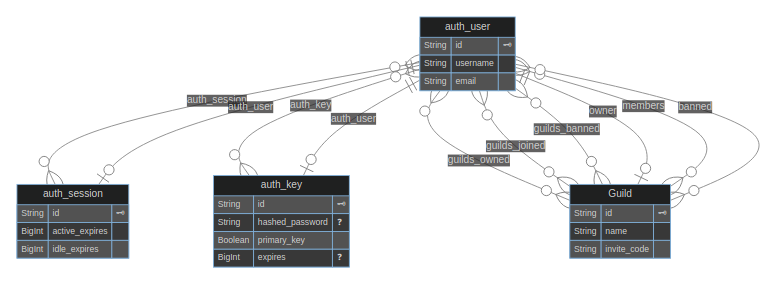 auth_user
String id
String username
String email
auth_session
auth_user
auth_key
auth_user
guilds_owned
guilds_joined
guilds_banned
owner
members
banned
auth_session
String id
BigInt active_expires
BigInt idle_expires
auth_key
String id
String hashed_password ?
Boolean primary_key
BigInt expires ?
Guild
String id
String name
String invite_code